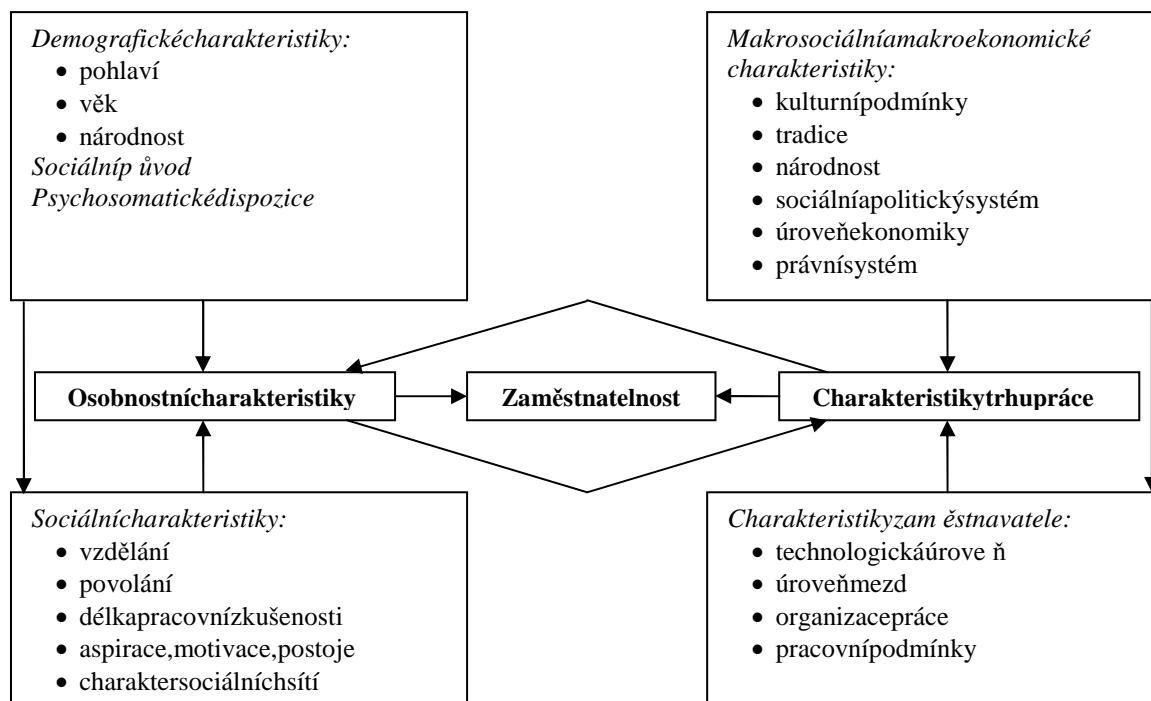 Demografickécharakteristiky:
• pohlaví
• věk
• národnost
Sociálníp ůvod
Psychosomatickédispozice
Makrosociálníamakroekonomické
charakteristiky:
• kulturnípodmínky
• tradice
• národnost
• sociálníapolitickýsystém
• úroveňekonomiky
• právnísystém
Osobnostnícharakteristiky
Zaměstnatelnost
Charakteristikytrhupráce
Sociálnícharakteristiky:
• vzdělání
• povolání
• délkapracovnízkušenosti
• aspirace,motivace,postoje
• charaktersociálníchsítí
Charakteristikyzam ěstnavatele:
• technologickáúrove ň
• úroveňmezd
• organizacepráce
• pracovnípodmínky